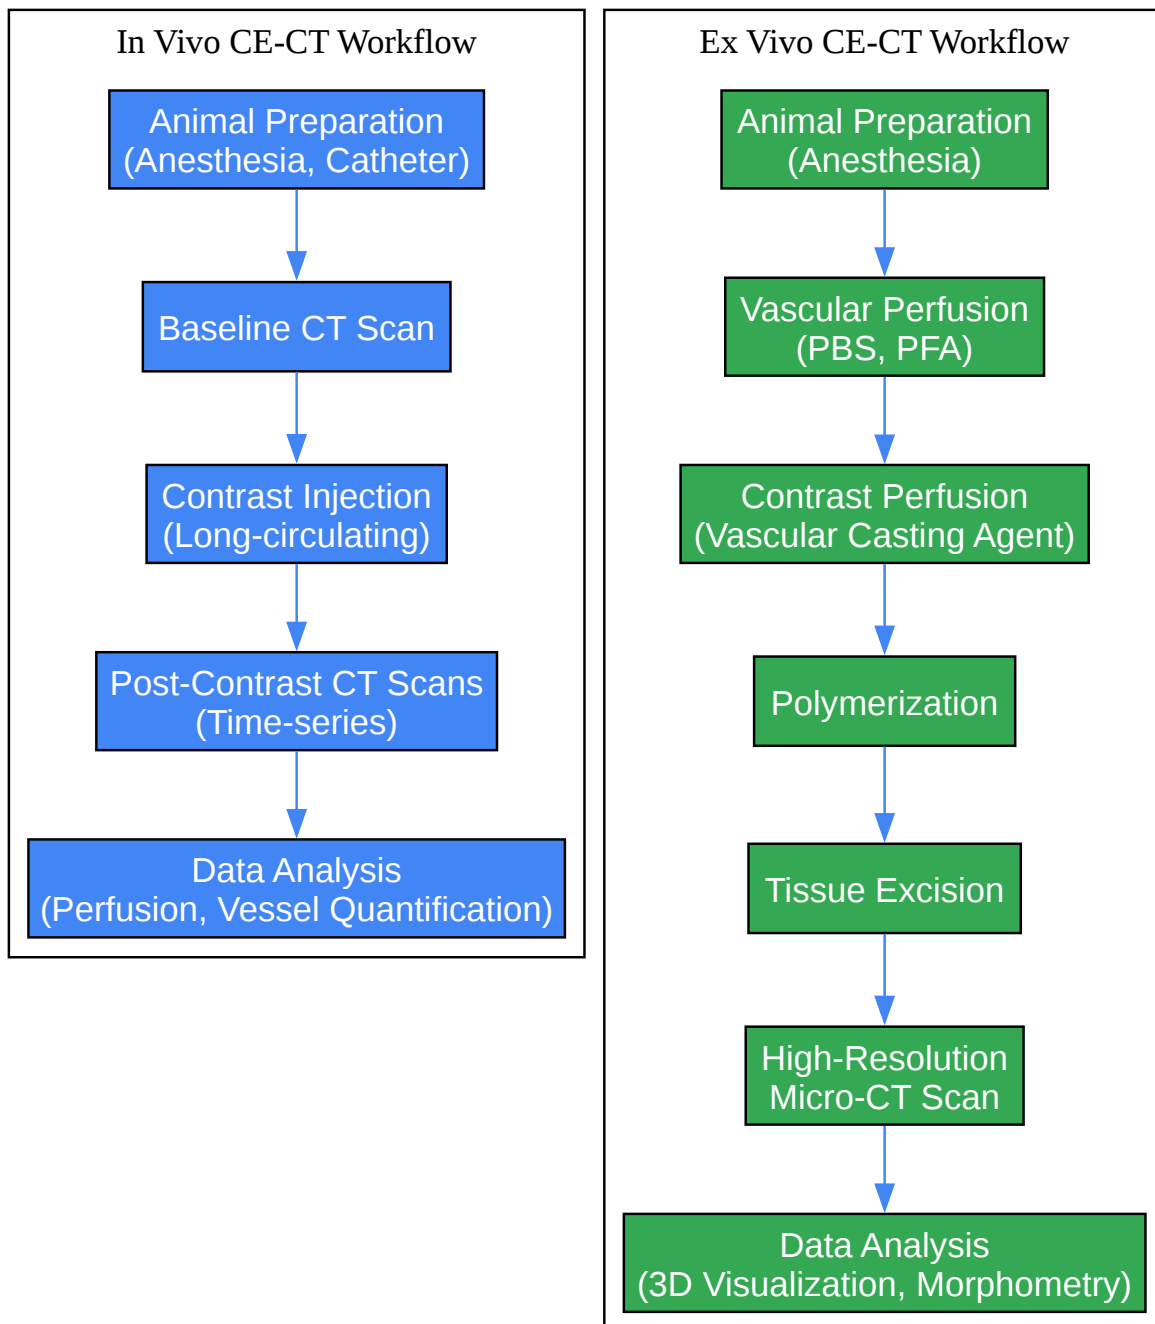 In Vivo CE-CT Workflow
Animal Preparation
(Anesthesia, Catheter)
Baseline CT Scan
Contrast Injection
(Long-circulating)
Post-Contrast CT Scans
(Time-series)
Data Analysis
(Perfusion, Vessel Quantification)
Ex Vivo CE-CT Workflow
Animal Preparation
(Anesthesia)
Vascular Perfusion
(PBS, PFA)
Contrast Perfusion
(Vascular Casting Agent)
Polymerization
Tissue Excision
High-Resolution
Micro-CT Scan
Data Analysis
(3D Visualization, Morphometry)